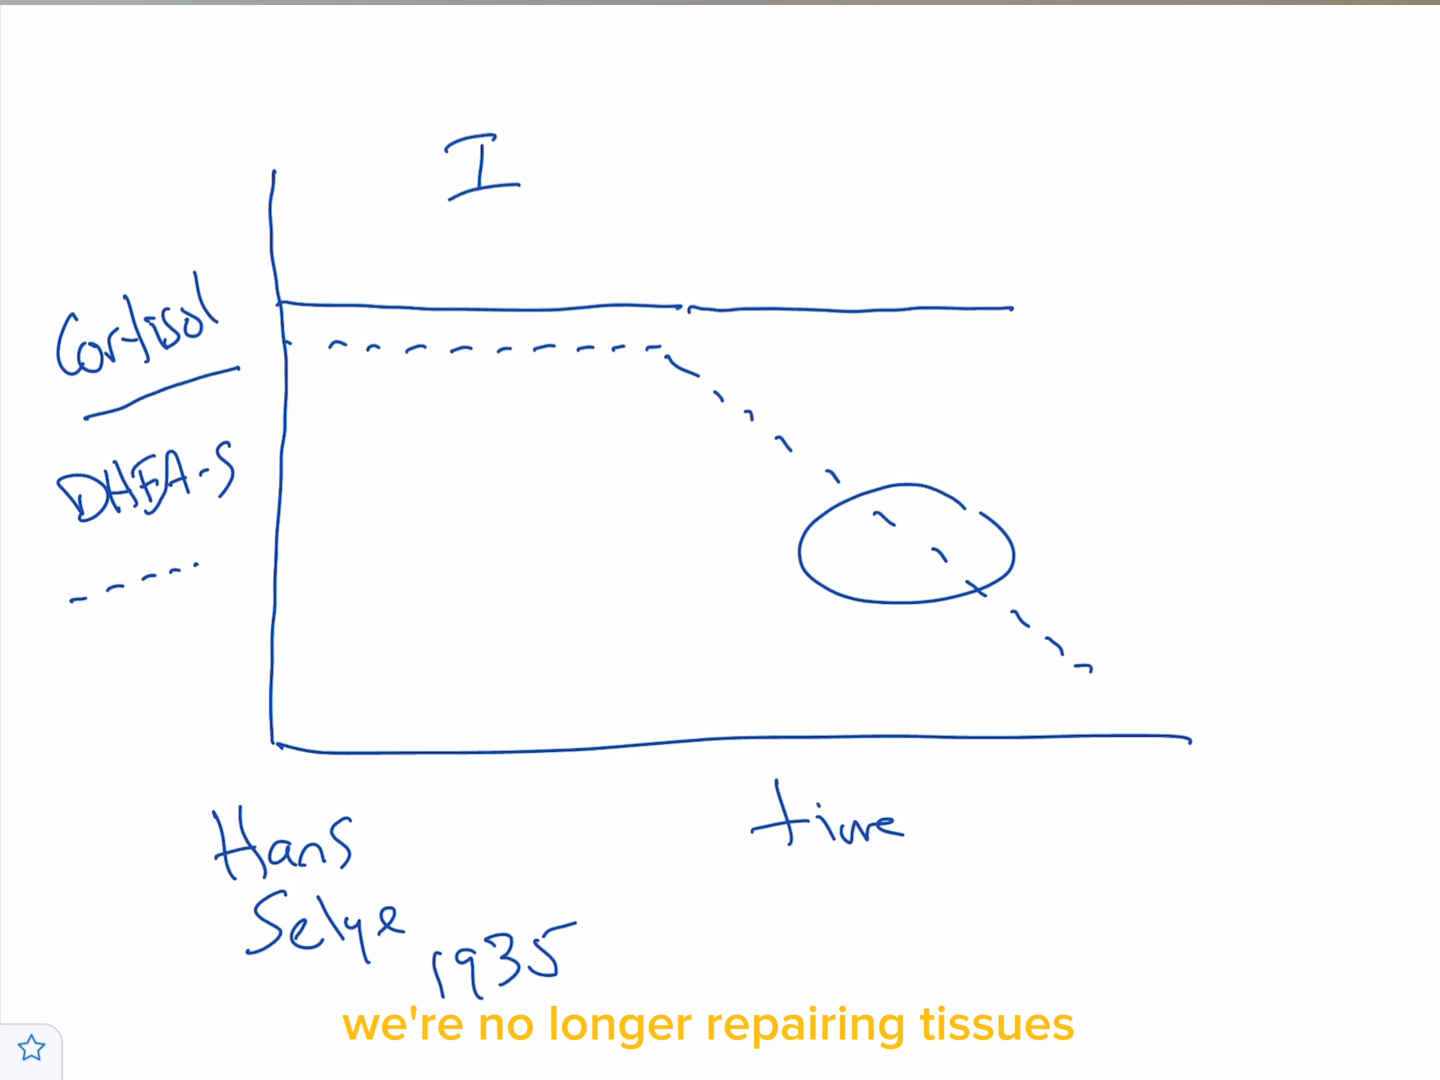 I
Cortisol
DHEA-S
time
Hans
Selye
1935
we're no longer repairing tissues